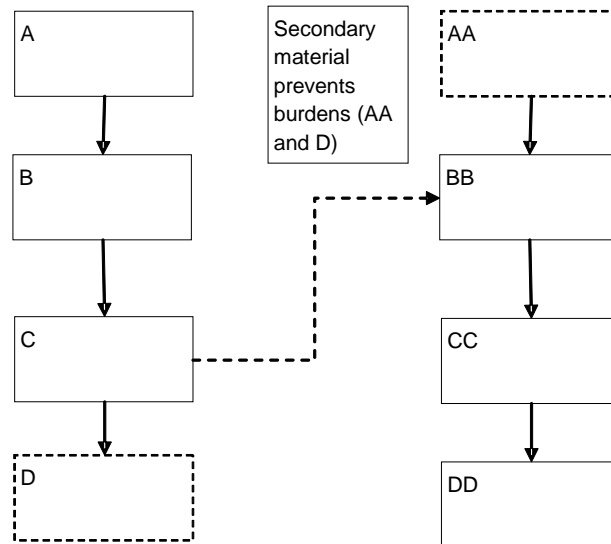 A
Secondary
material
prevents
burdens (AA
and D)
AA
B
BB
C
CC
D
DD